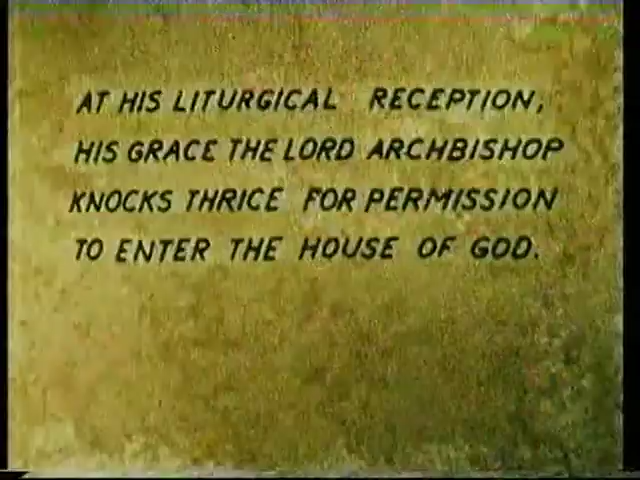 AT HIS LITURGICAL RECEPTION,
HIS GRACE THE LORD ARCHBISHOP
KNOCKS THRICE FOR PERMISSION
TO ENTER THE HOUSE OF GOD.